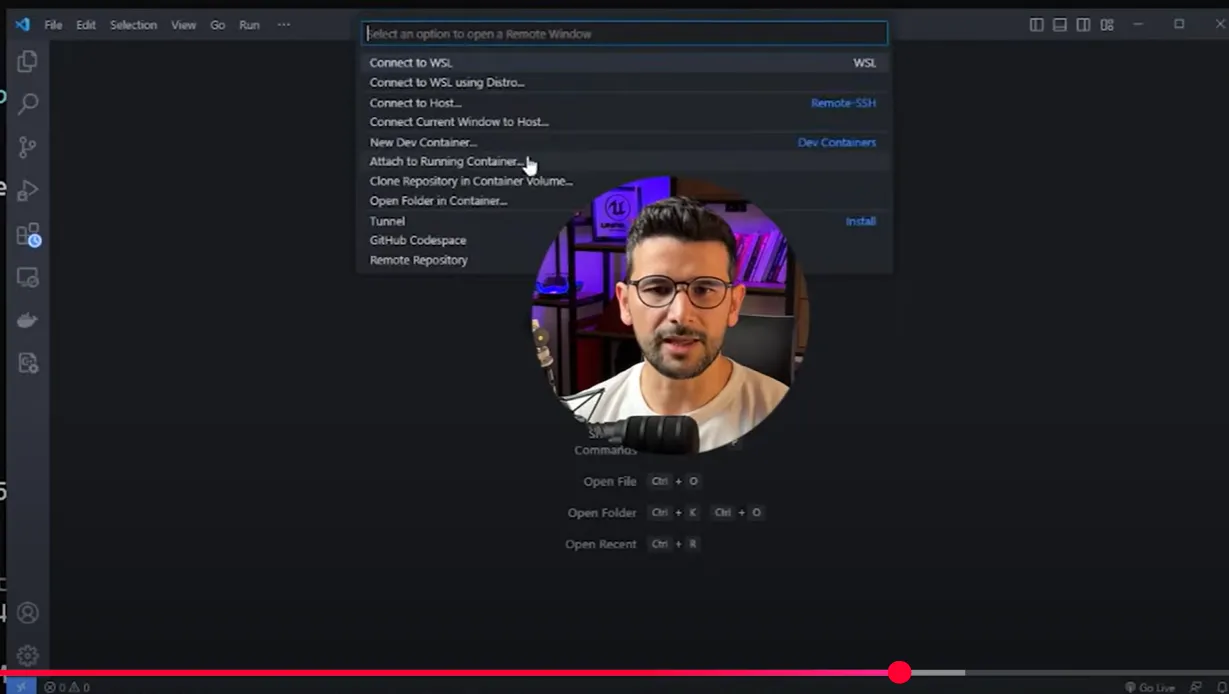 File Edit Selection View Go Run ...
Select an option to open a Remote Window
Connect to WSL WSL
Connect to WSL using Distro...
Connect to Host... Remote-SSH
Connect Current Window to Host...
New Dev Container... Dev Containers
Attach to Running Container...
Clone Repository in Container Volume...
Open Folder in Container...
Tunnel Install
GitHub Codespace
Remote Repository
Commands
Open File Ctrl + O
Open Folder Ctrl + K Ctrl + O
Open Recent Ctrl + R
0 0 Go Live